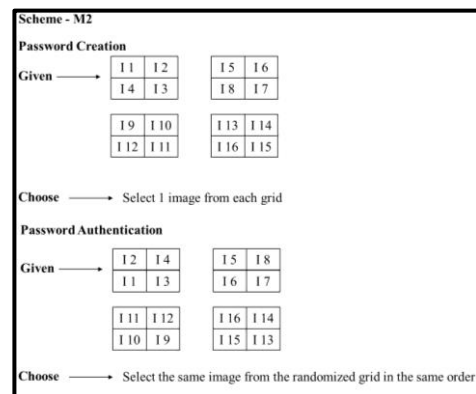 Scheme - M2
Password Creation
Given
I 1 I 2 I 5 I 6
I 4 I 3 I 8 I 7
I 9 I 10 I 13 I 14
I 12 I 11 I 16 I 15
Choose Select 1 image from each grid
Password Authentication
Given
I 2 I 4 I 5 I 8
I 1 I 3 I 6 I 7
I 11 I 12 I 16 I 14
I 10 I 9 I 15 I 13
Choose Select the same image from the randomized grid in the same order